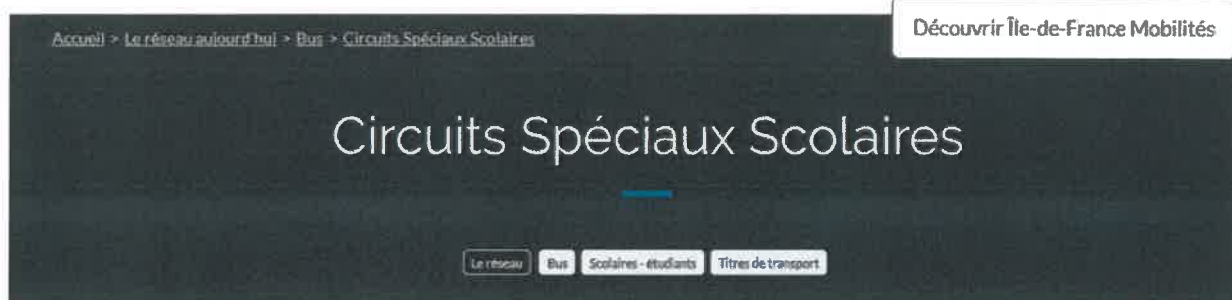 Découvrir Île-de-France Mobilités
Accueil > Le réseau aujourd'hui > Bus > Circuits Spéciaux Scolaires
Circuits Spéciaux Scolaires
Le réseau Bus Scolaires - étudiants Titres de transport